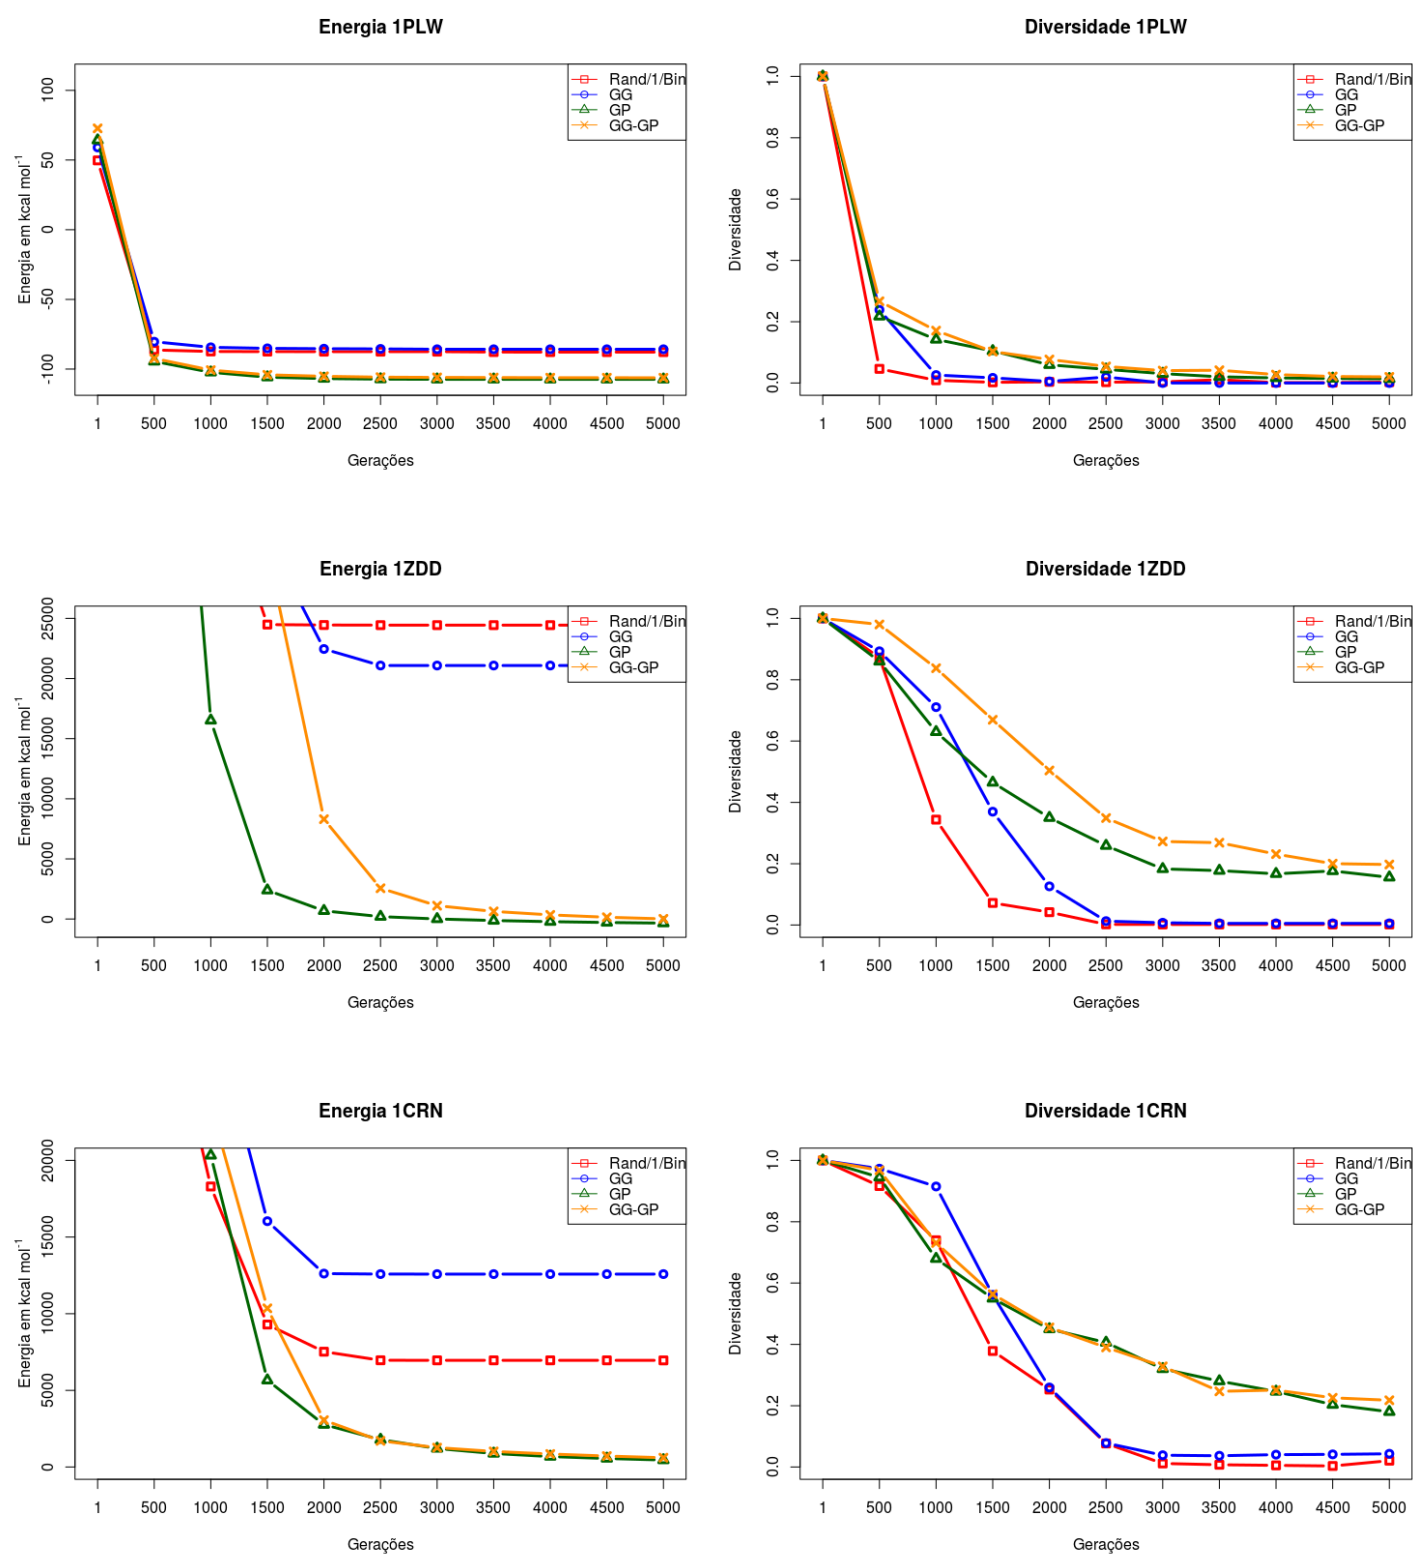 Energia 1PLW
Energia em kcal mol⁻¹
100
50
0
-50
-100
Rand/1/Bin
GG
GP
GG-GP
1 500 1000 1500 2000 2500 3000 3500 4000 4500 5000
Gerações
Diversidade 1PLW
Diversidade
1.0
0.8
0.6
0.4
0.2
0.0
Rand/1/Bin
GG
GP
GG-GP
1 500 1000 1500 2000 2500 3000 3500 4000 4500 5000
Gerações
Energia 1ZDD
Energia em kcal mol⁻¹
25000
20000
15000
10000
5000
0
Rand/1/Bin
GG
GP
GG-GP
1 500 1000 1500 2000 2500 3000 3500 4000 4500 5000
Gerações
Diversidade 1ZDD
Diversidade
1.0
0.8
0.6
0.4
0.2
0.0
Rand/1/Bin
GG
GP
GG-GP
1 500 1000 1500 2000 2500 3000 3500 4000 4500 5000
Gerações
Energia 1CRN
Energia em kcal mol⁻¹
20000
15000
10000
5000
0
Rand/1/Bin
GG
GP
GG-GP
1 500 1000 1500 2000 2500 3000 3500 4000 4500 5000
Gerações
Diversidade 1CRN
Diversidade
1.0
0.8
0.6
0.4
0.2
0.0
Rand/1/Bin
GG
GP
GG-GP
1 500 1000 1500 2000 2500 3000 3500 4000 4500 5000
Gerações